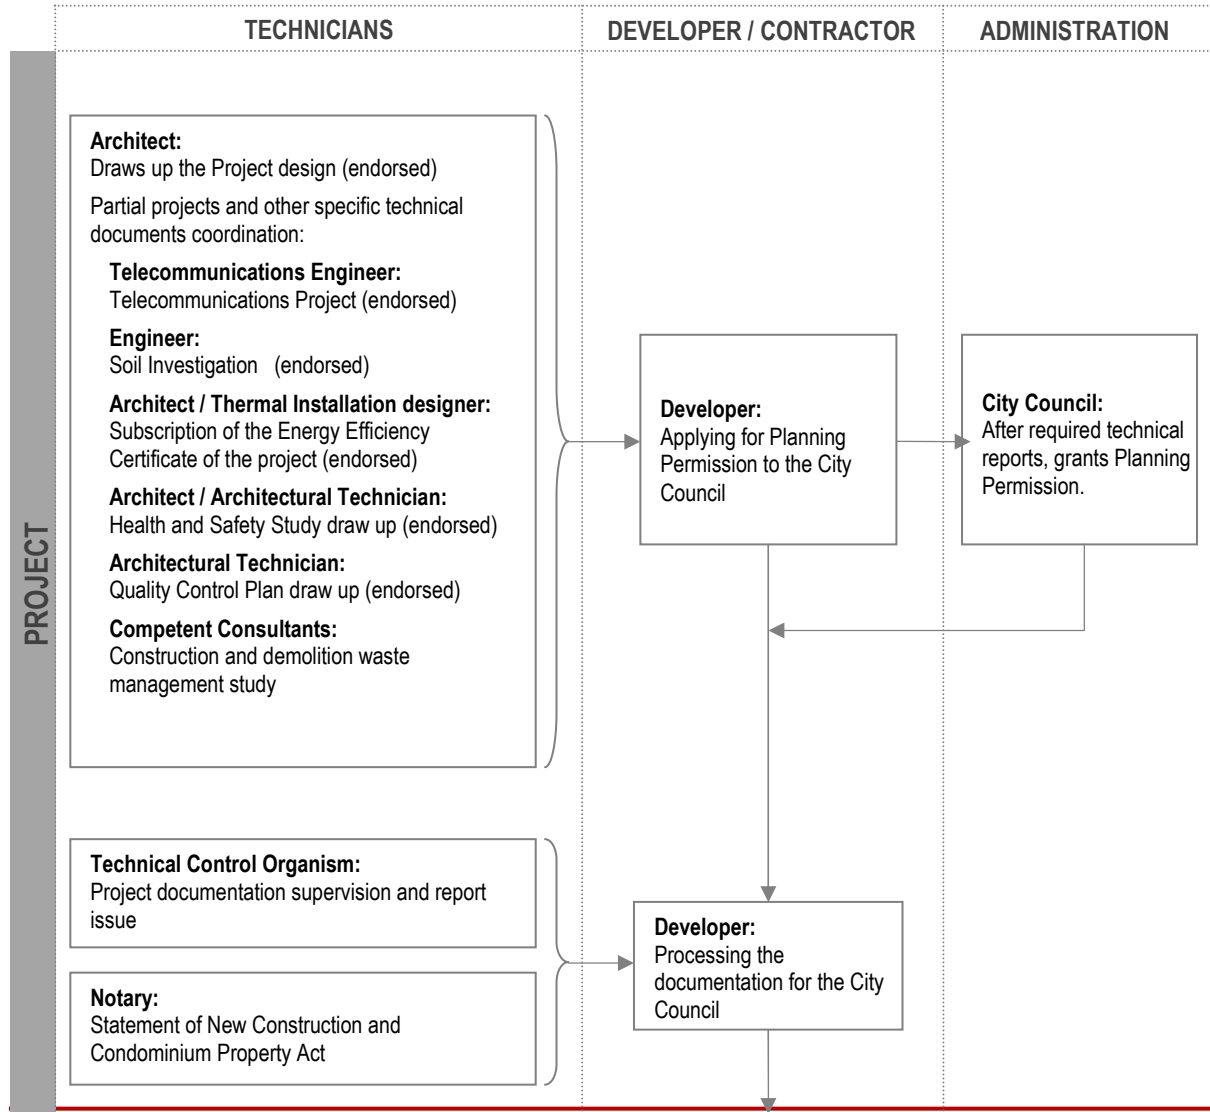 TECHNICIANS
DEVELOPER / CONTRACTOR
ADMINISTRATION
PROJECT
Architect:
Draws up the Project design (endorsed)
Partial projects and other specific technical
documents coordination:
Telecommunications Engineer:
Telecommunications Project (endorsed)
Engineer:
Soil Investigation (endorsed)
Architect / Thermal Installation designer:
Subscription of the Energy Efficiency
Certificate of the project (endorsed)
Architect / Architectural Technician:
Health and Safety Study draw up (endorsed)
Architectural Technician:
Quality Control Plan draw up (endorsed)
Competent Consultants:
Construction and demolition waste
management study
Developer:
Applying for Planning
Permission to the City
Council
City Council:
After required technical
reports, grants Planning
Permission.
Technical Control Organism:
Project documentation supervision and report
issue
Notary:
Statement of New Construction and
Condominium Property Act
Developer:
Processing the
documentation for the City
Council